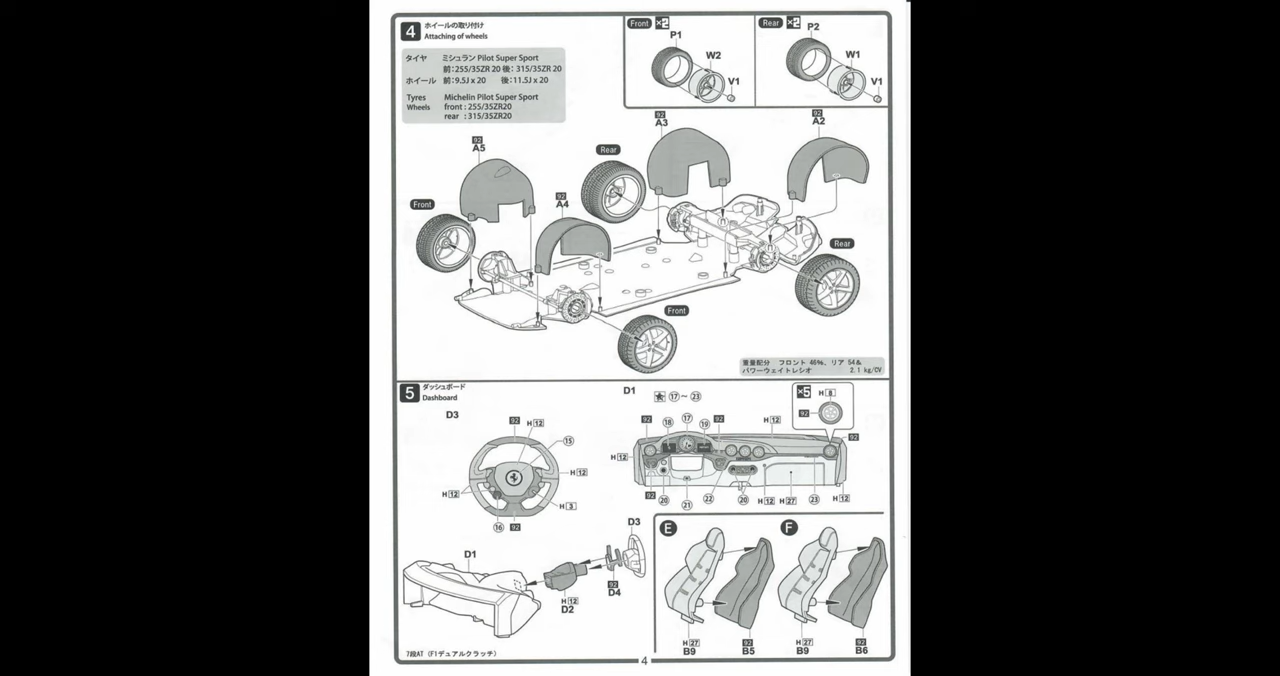 4
ホイールの取り付け
Attaching of wheels
タイヤ ミシュラン Pilot Super Sport
前:255/35ZR 20 後: 315/35ZR 20
ホイール 前:9.5J x 20 後:11.5J x 20
Tyres Michelin Pilot Super Sport
Wheels front : 255/35ZR20
rear : 315/35ZR20
Front ×2
P1
W2
V1
Rear ×2
P2
W1
V1
92
A5
92
A3
92
A2
Rear
92
A4
Front
Rear
Front
重量配分 フロント 46%、リア 54&
パワーウェイトレシオ 2.1 kg/CV
5
ダッシュボード
Dashboard
D3
92
H 12
15
H 12
H 12
H 3
16
92
D1
17 ~ 23
×5
H 8
92
92
18
17
19
92
H 12
92
H 12
92
20
21
22
20
H 12
H 27
23
H 12
D1
D3
92
D4
H 12
D2
7段AT (F1デュアルクラッチ)
E
H 27
B9
92
B5
F
H 27
B9
92
B6
4